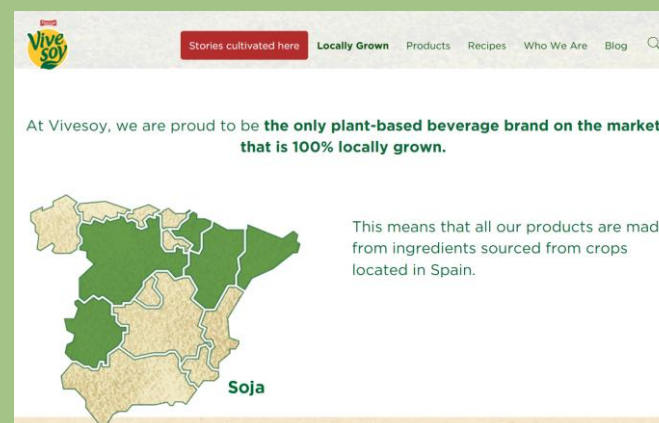 Vive
soy
Stories cultivated here Locally Grown Products Recipes Who We Are Blog
At Vivesoy, we are proud to be the only plant-based beverage brand on the market
that is 100% locally grown.
This means that all our products are mad
from ingredients sourced from crops
located in Spain.
Soja